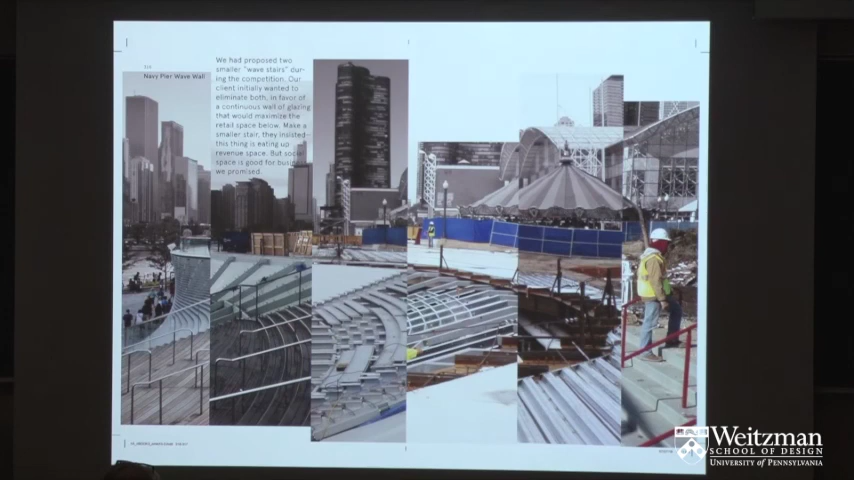 Navy Pier Wave Wall
We had proposed two
smaller "wave stairs" dur-
ing the competition. Our
client initially wanted to
eliminate both, in favor of
a continuous wall of glazing
that would maximize the
retail space below. Make a
smaller stair, they insisted—
this thing is eating up
revenue space. But social
space is good for business
we promised.
Weitzman
SCHOOL OF DESIGN
UNIVERSITY of PENNSYLVANIA